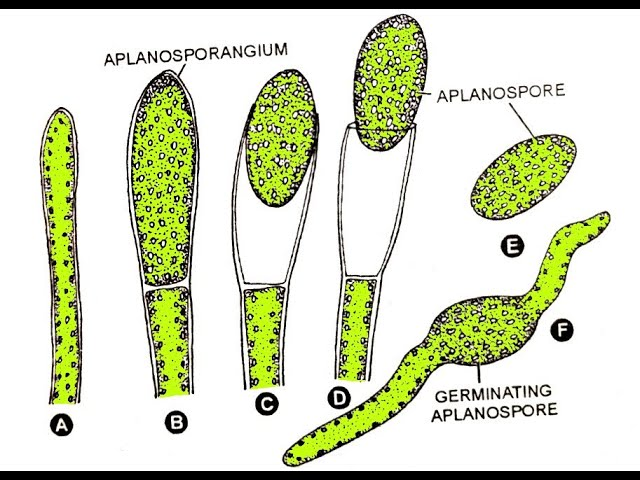 APLANOSPORANGIUM
APLANOSPORE
A
B
C
D
E
F
GERMINATING
APLANOSPORE